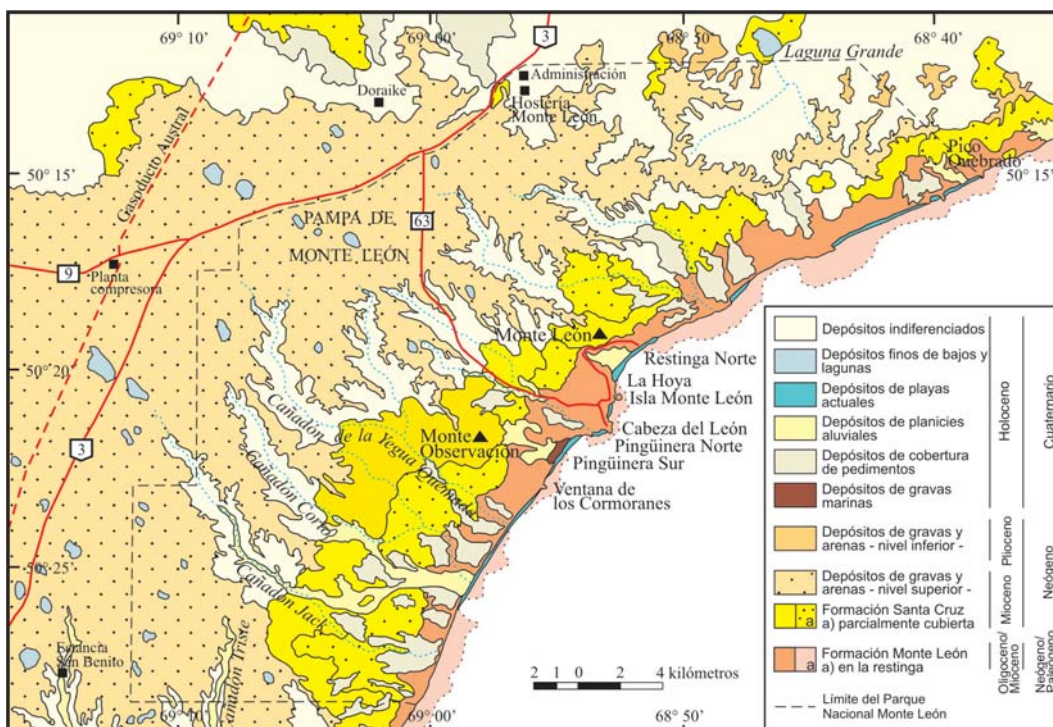 69° 10'
69° 00'
3
68° 50'
68° 40'
Laguna Grande
Administración
Doraike
Hostería
Monte León
Gasoducto Austral
Pico
Quebrado
50° 15'
50° 15'
PAMPA DE
MONTE LEÓN
63
9
Planta
compresora
Monte León
Restinga Norte
50° 20'
La Hoya
Isla Monte León
Cañadon de la Yegua Quemada
Monte
Observación
Cabeza del León
Pingüinera Norte
Pingüinera Sur
3
Cañadon Corto
Ventana de
los Cormoranes
50° 25'
Cañadon Jack
Estancia
San Benito
Cañadon Triste
2 1 0 2 4 kilómetros
69° 10'
69° 00'
68° 50'
Depósitos indiferenciados
Depósitos finos de bajos y
lagunas
Depósitos de playas
actuales
Depósitos de planicies
aluviales
Depósitos de cobertura
de pedimentos
Depósitos de gravas
marinas
Holoceno
Cuaternario
Depósitos de gravas y
arenas - nivel inferior -
Plioceno
Depósitos de gravas y
arenas - nivel superior -
a
Formación Santa Cruz
a) parcialmente cubierta
Mioceno
Neógeno
a
Formación Monte León
a) en la restinga
Oligoceno/
Mioceno
Neógeno/
Paleógeno
Límite del Parque
Nacional Monte León